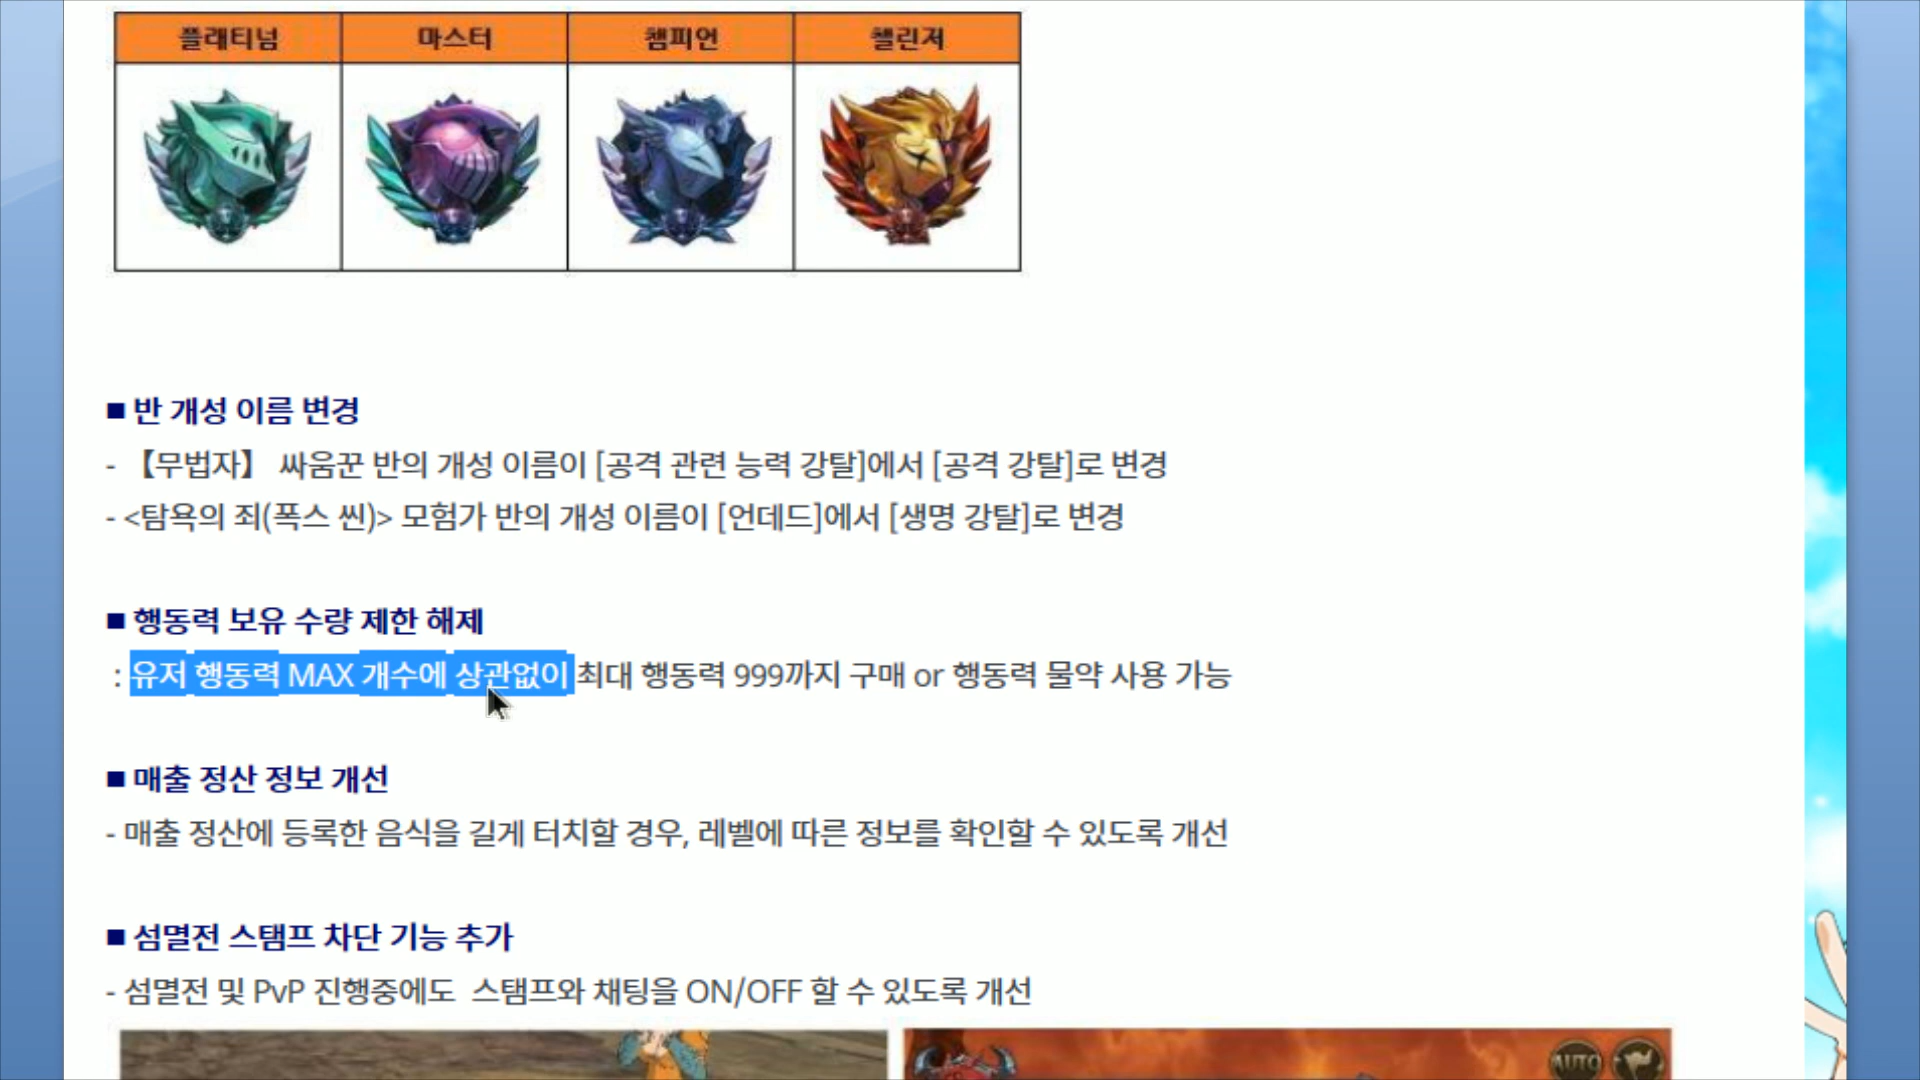 플래티넘 마스터 챔피언 챌린저
■ 반 개성 이름 변경
- 【무법자】 싸움꾼 반의 개성 이름이 [공격 관련 능력 강탈]에서 [공격 강탈]로 변경
- <탐욕의 죄(폭스 씬)> 모험가 반의 개성 이름이 [언데드]에서 [생명 강탈]로 변경
■ 행동력 보유 수량 제한 해제
: 유저 행동력 MAX 개수에 상관없이 최대 행동력 999까지 구매 or 행동력 물약 사용 가능
■ 매출 정산 정보 개선
- 매출 정산에 등록한 음식을 길게 터치할 경우, 레벨에 따른 정보를 확인할 수 있도록 개선
■ 섬멸전 스탬프 차단 기능 추가
- 섬멸전 및 PvP 진행중에도 스탬프와 채팅을 ON/OFF 할 수 있도록 개선
AUTO